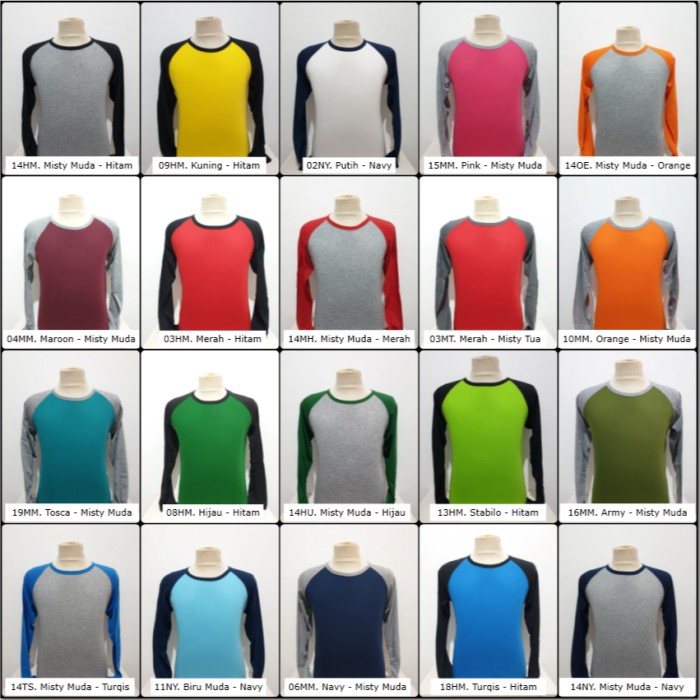 14HM. Misty Muda - Hitam
09HM. Kuning - Hitam
02NY. Putih - Navy
15MM. Pink - Misty Muda
14OE. Misty Muda - Orange
04MM. Maroon - Misty Muda
03HM. Merah - Hitam
14MH. Misty Muda - Merah
03MT. Merah - Misty Tua
10MM. Orange - Misty Muda
19MM. Tosca - Misty Muda
08HM. Hijau - Hitam
14HU. Misty Muda - Hijau
13HM. Stabilo - Hitam
16MM. Army - Misty Muda
14TS. Misty Muda - Turqis
11NY. Biru Muda - Navy
06MM. Navy - Misty Muda
18HM. Turqis - Hitam
14NY. Misty Muda - Navy